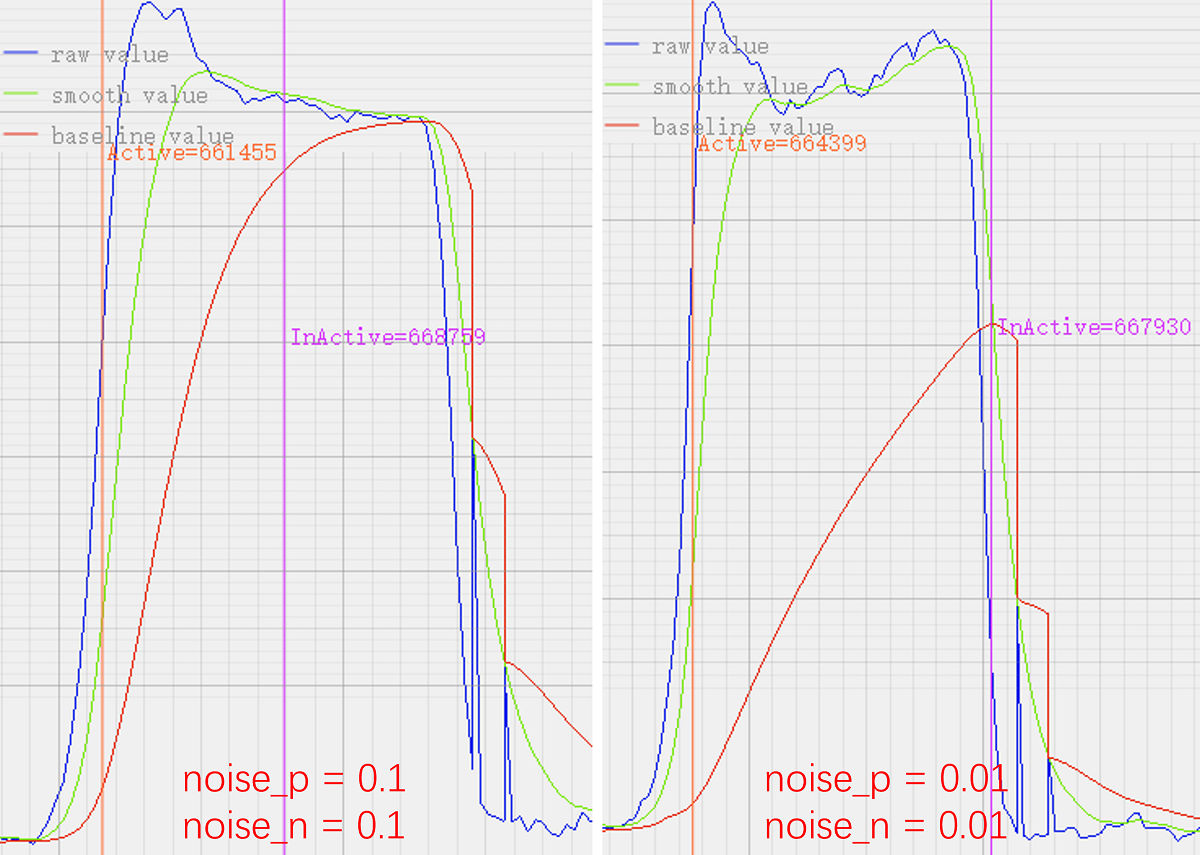 raw value
smooth value
baseline value
Active=661455
InActive=668759
noise_p = 0.1
noise_n = 0.1
raw value
smooth value
baseline value
Active=664399
InActive=667930
noise_p = 0.01
noise_n = 0.01